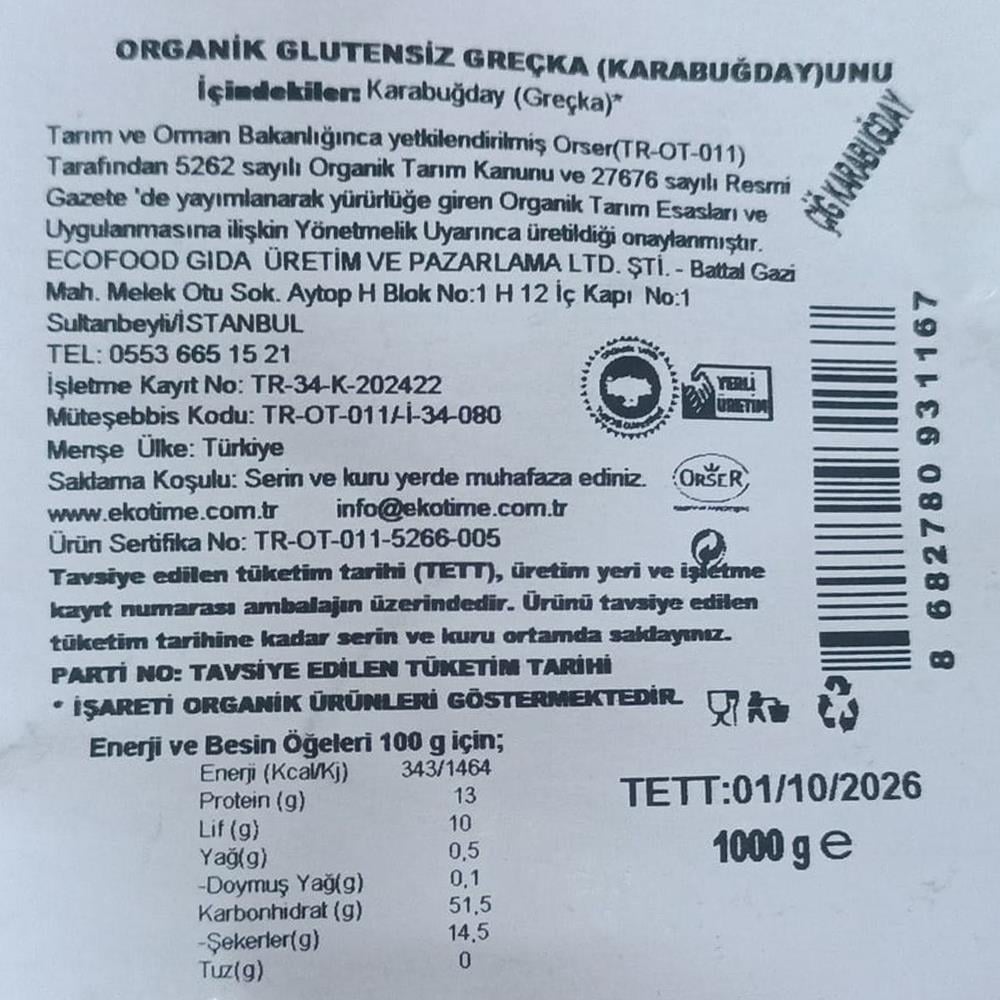 ORGANİK GLUTENSİZ GREÇKA (KARABUĞDAY)UNU
İçindekiler: Karabuğday (Greçka)*
ÇİĞ KARABUĞDAY
Tarım ve Orman Bakanlığınca yetkilendirilmiş Orser(TR-OT-011)
Tarafından 5262 sayılı Organik Tarım Kanunu ve 27676 sayılı Resmi
Gazete 'de yayımlanarak yürürlüğe giren Organik Tarım Esasları ve
Uygulanmasına ilişkin Yönetmelik Uyarınca üretildiği onaylanmıştır.
ECOFOOD GIDA ÜRETİM VE PAZARLAMA LTD. ŞTİ. - Battal Gazi
Mah. Melek Otu Sok. Aytop H Blok No:1 H 12 İç Kapı No:1
Sultanbeyli/İSTANBUL
TEL: 0553 665 15 21
İşletme Kayıt No: TR-34-K-202422
Müteşebbis Kodu: TR-OT-011/-İ-34-080
Menşe Ülke: Türkiye
YERLİ
ÜRETİM
Saklama Koşulu: Serin ve kuru yerde muhafaza ediniz.
ORSER
www.ekotime.com.tr info@ekotime.com.tr
Ürün Sertifika No: TR-OT-011-5266-005
Tavsiye edilen tüketim tarihi (TETT), üretim yeri ve işletme
kayıt numarası ambalajın üzerindedir. Ürünü tavsiye edilen
tüketim tarihine kadar serin ve kuru ortamda saklayınız.
PARTİ NO: TAVSİYE EDİLEN TÜKETİM TARİHİ
* İŞARETİ ORGANİK ÜRÜNLERİ GÖSTERMEKTEDİR.
8 682780 931167
Enerji ve Besin Öğeleri 100 g için;
Enerji (Kcal/Kj) 343/1464
Protein (g) 13
Lif (g) 10
Yağ(g) 0,5
-Doymuş Yağ(g) 0,1
Karbonhidrat (g) 51,5
-Şekerler(g) 14,5
Tuz(g) 0
TETT:01/10/2026
1000 g e